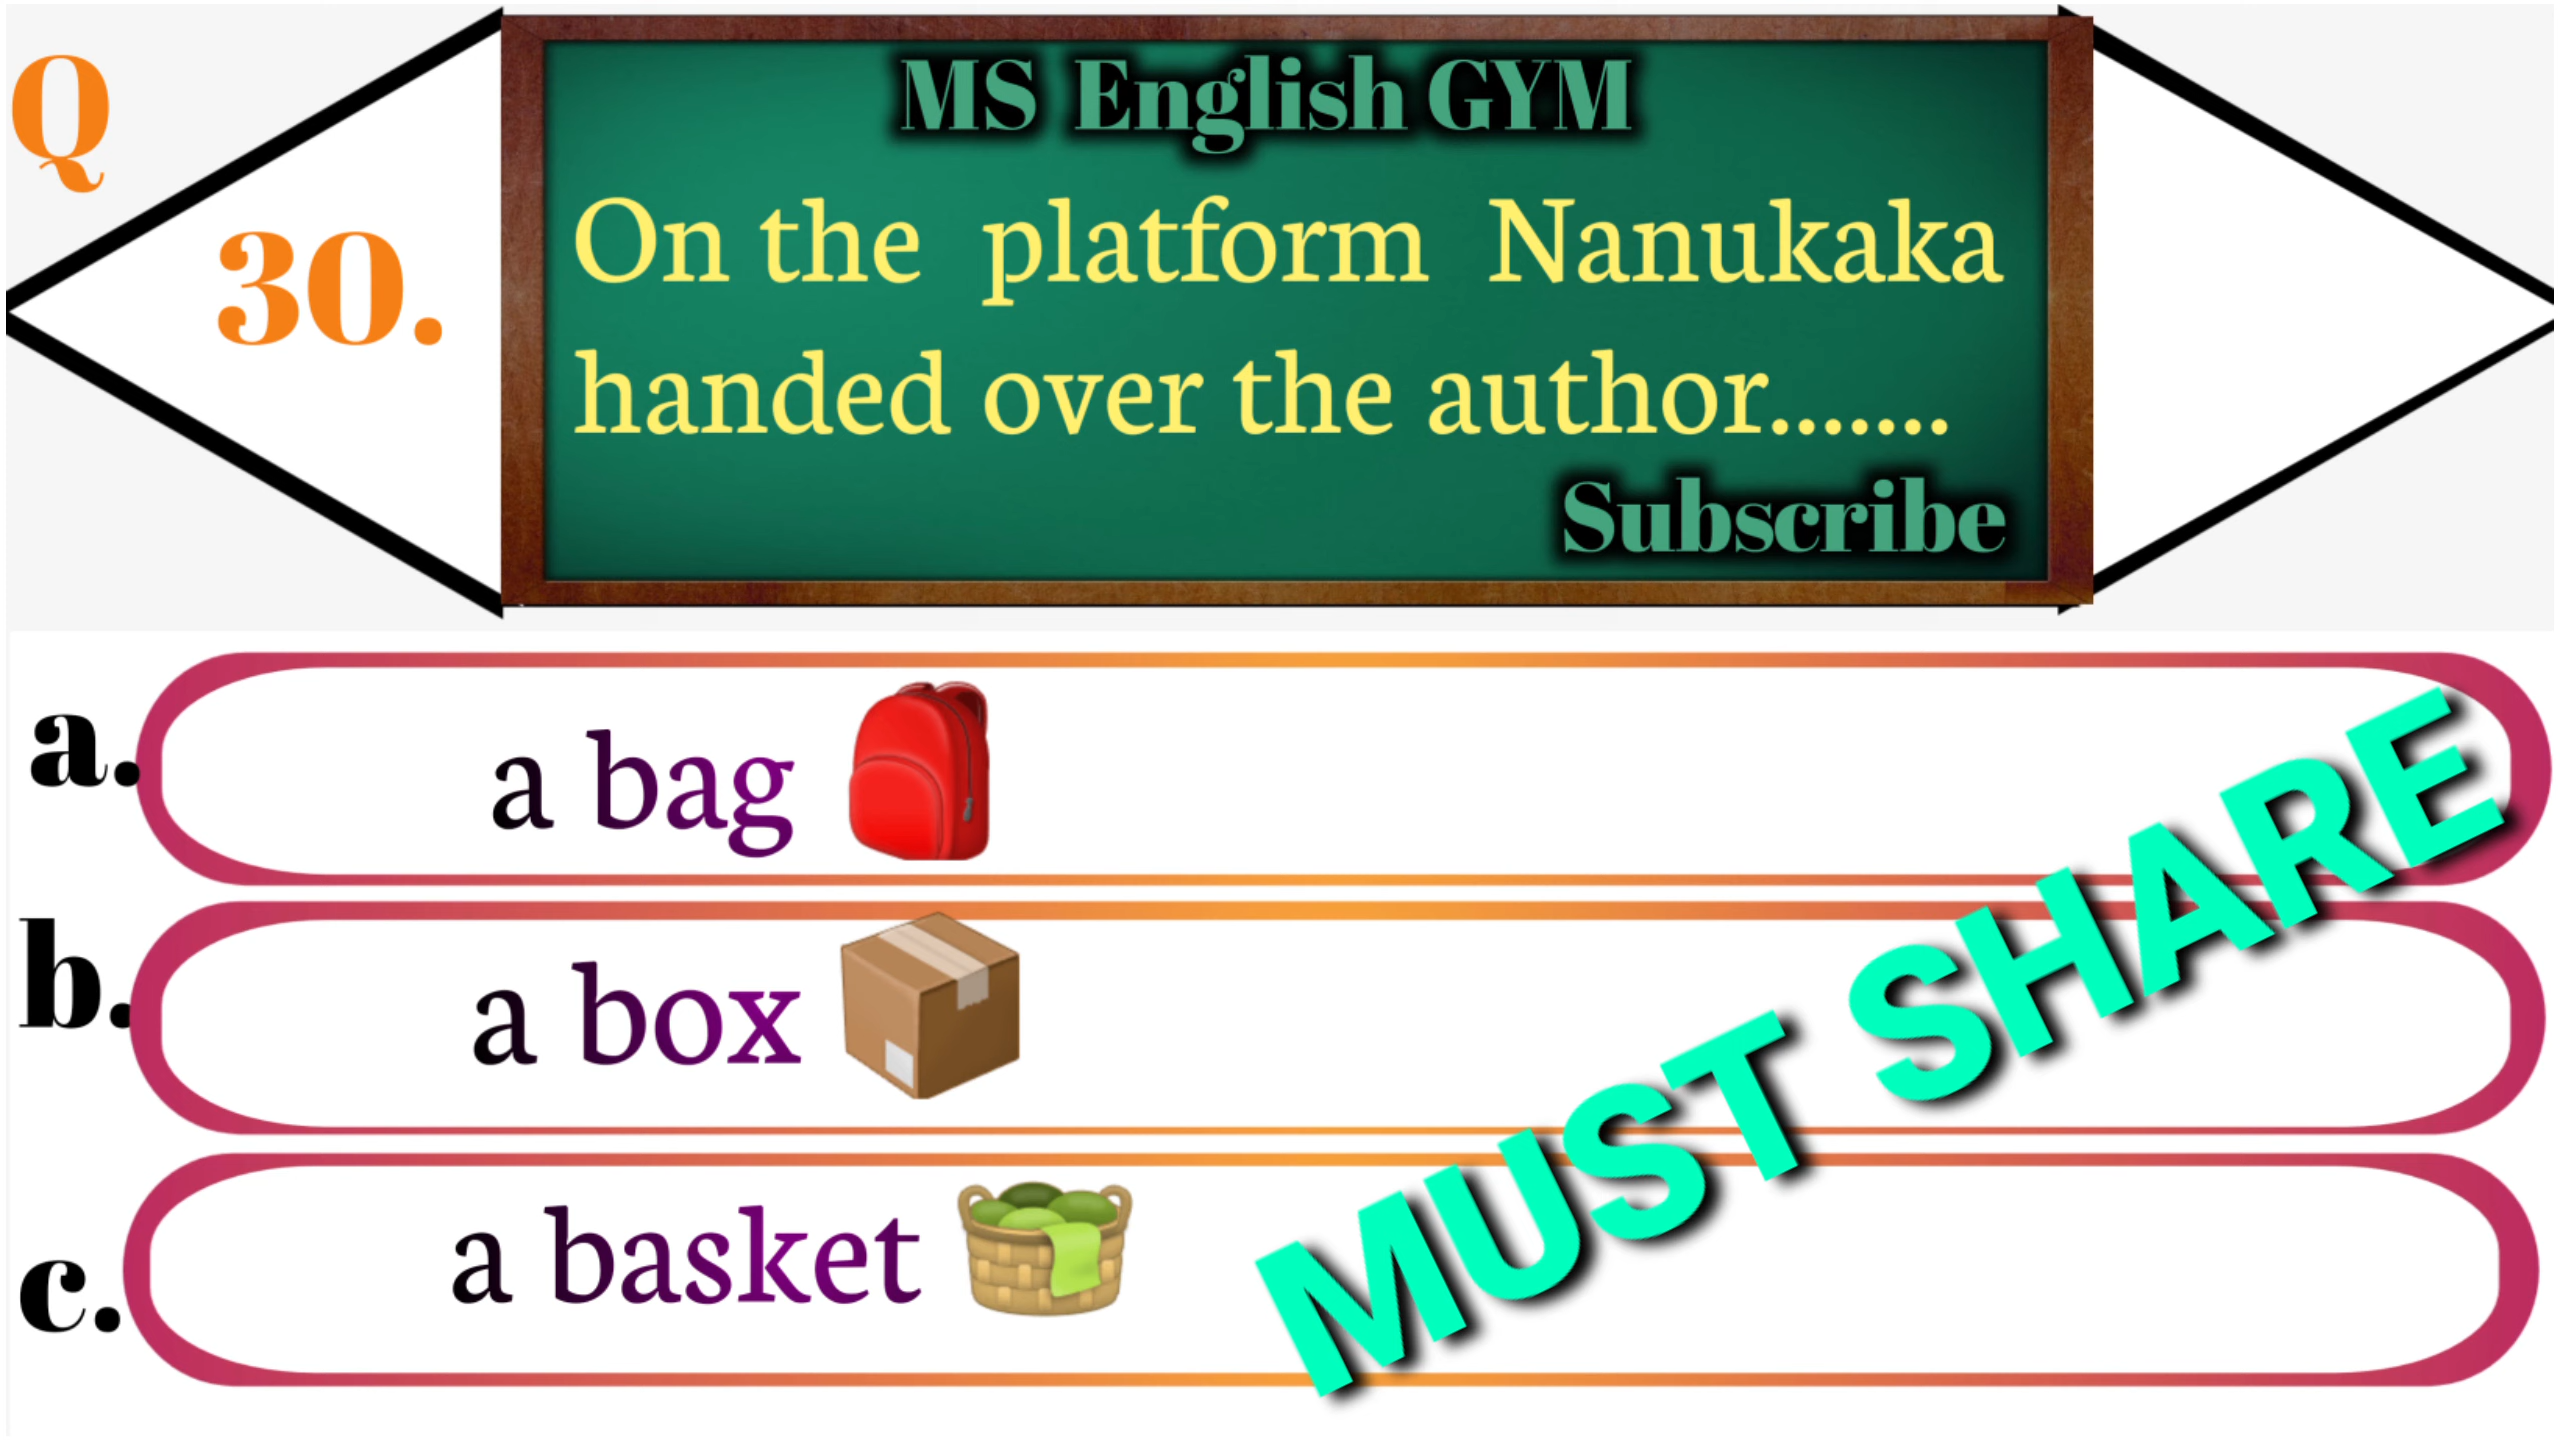 Q
30.
MS English GYM
On the platform Nanukaka
handed over the author.......
Subscribe
a. a bag
b. a box
c. a basket
MUST SHARE